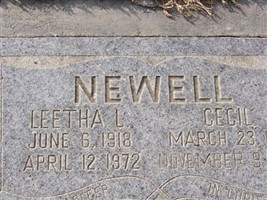 NEWELL
LEETHA L. CECIL
JUNE 6, 1918 MARCH 23
APRIL 12, 1972 NOVEMBER 9